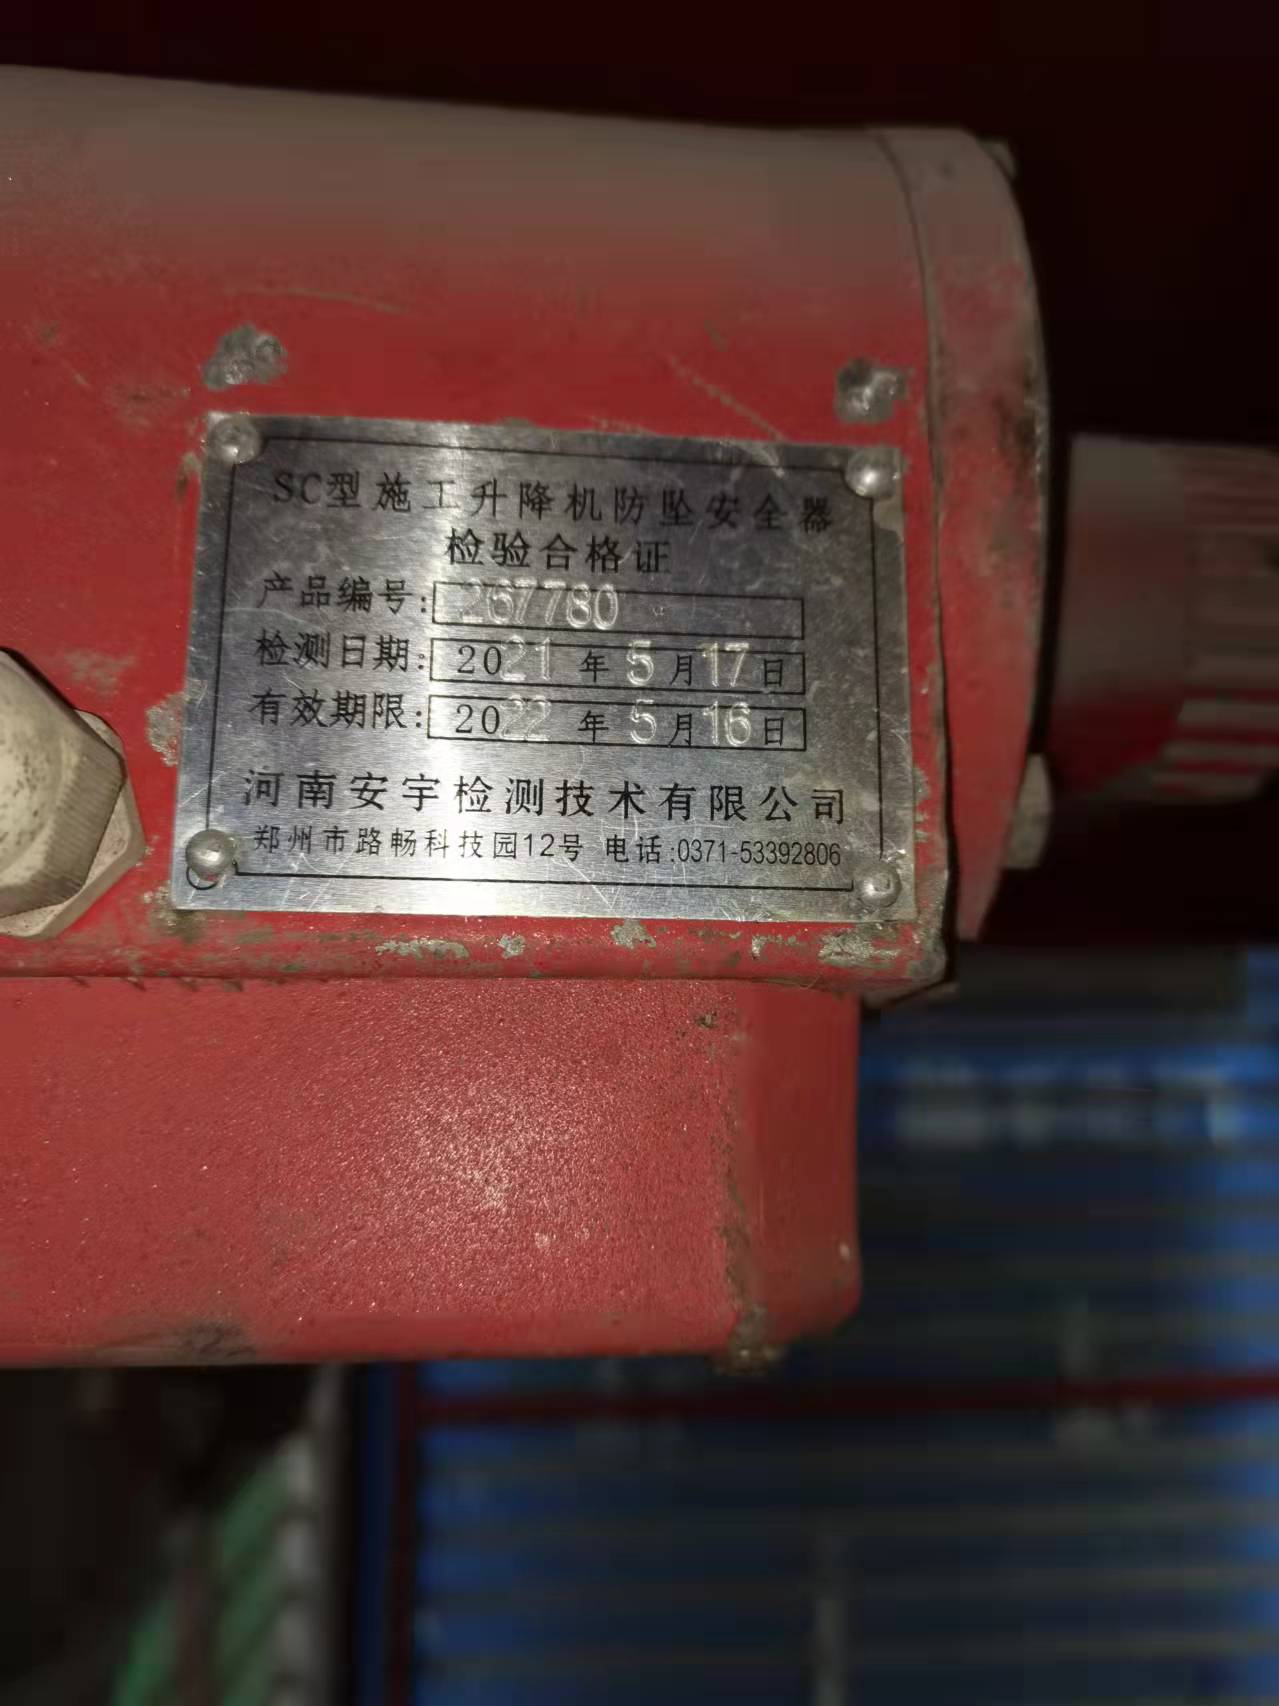 SC型施工升降机防坠安全器
检验合格证
产品编号: 267780
检测日期: 2021 年 5 月 17 日
有效期限: 2022 年 5 月 16 日
河南安宇检测技术有限公司
郑州市路畅科技园12号 电话:0371-53392806